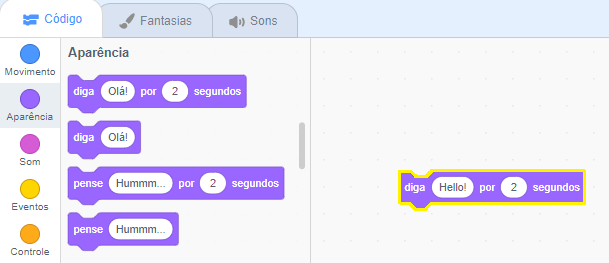 Código Fantasias Sons
Movimento
Aparência
Som
Eventos
Controle
Aparência
diga Olá! por 2 segundos
diga Olá!
pense Hummm... por 2 segundos
pense Hummm...
diga Hello! por 2 segundos